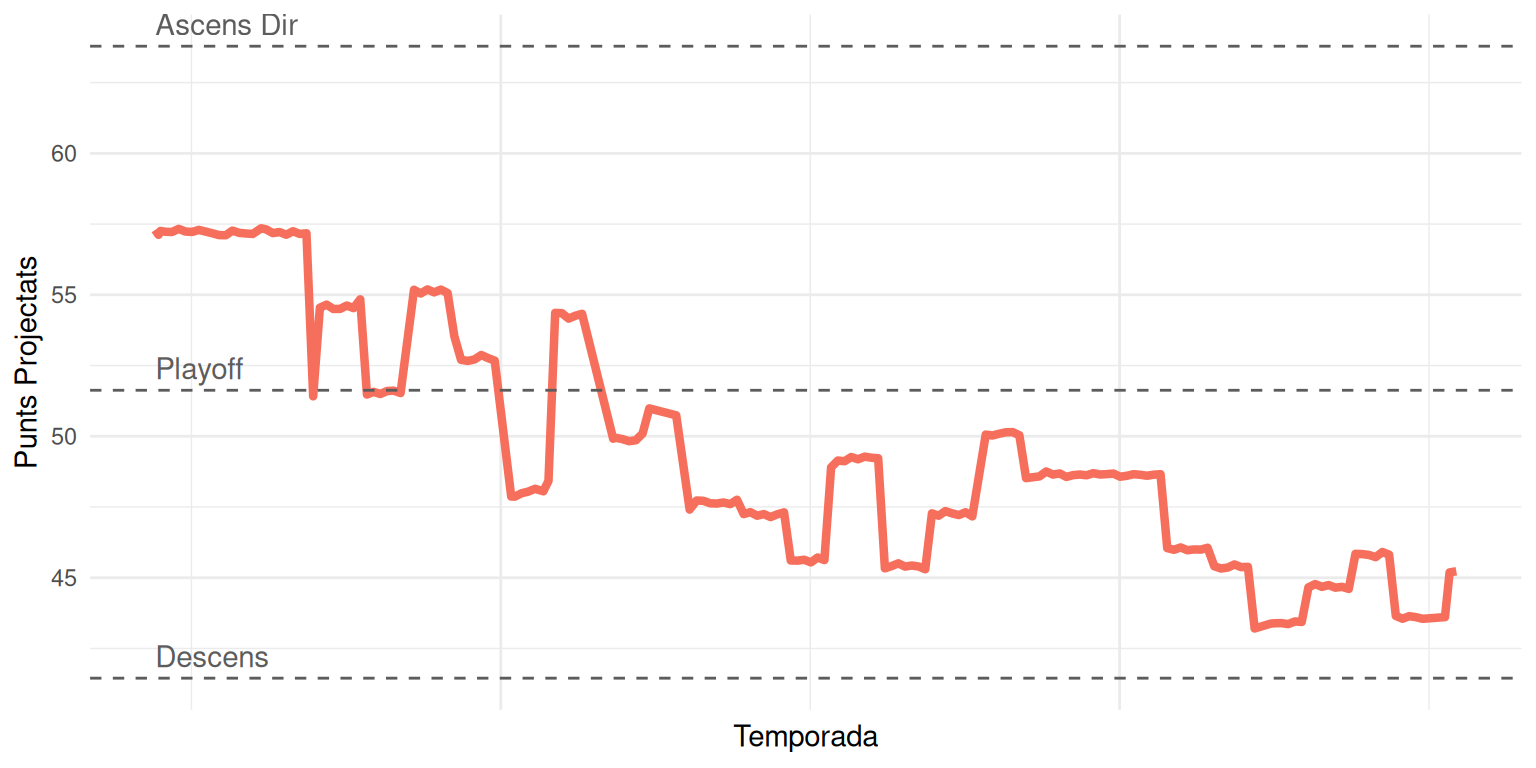 Ascens Dir
60
55
Playoff
50
45
Descens
Punts Projectats
Temporada